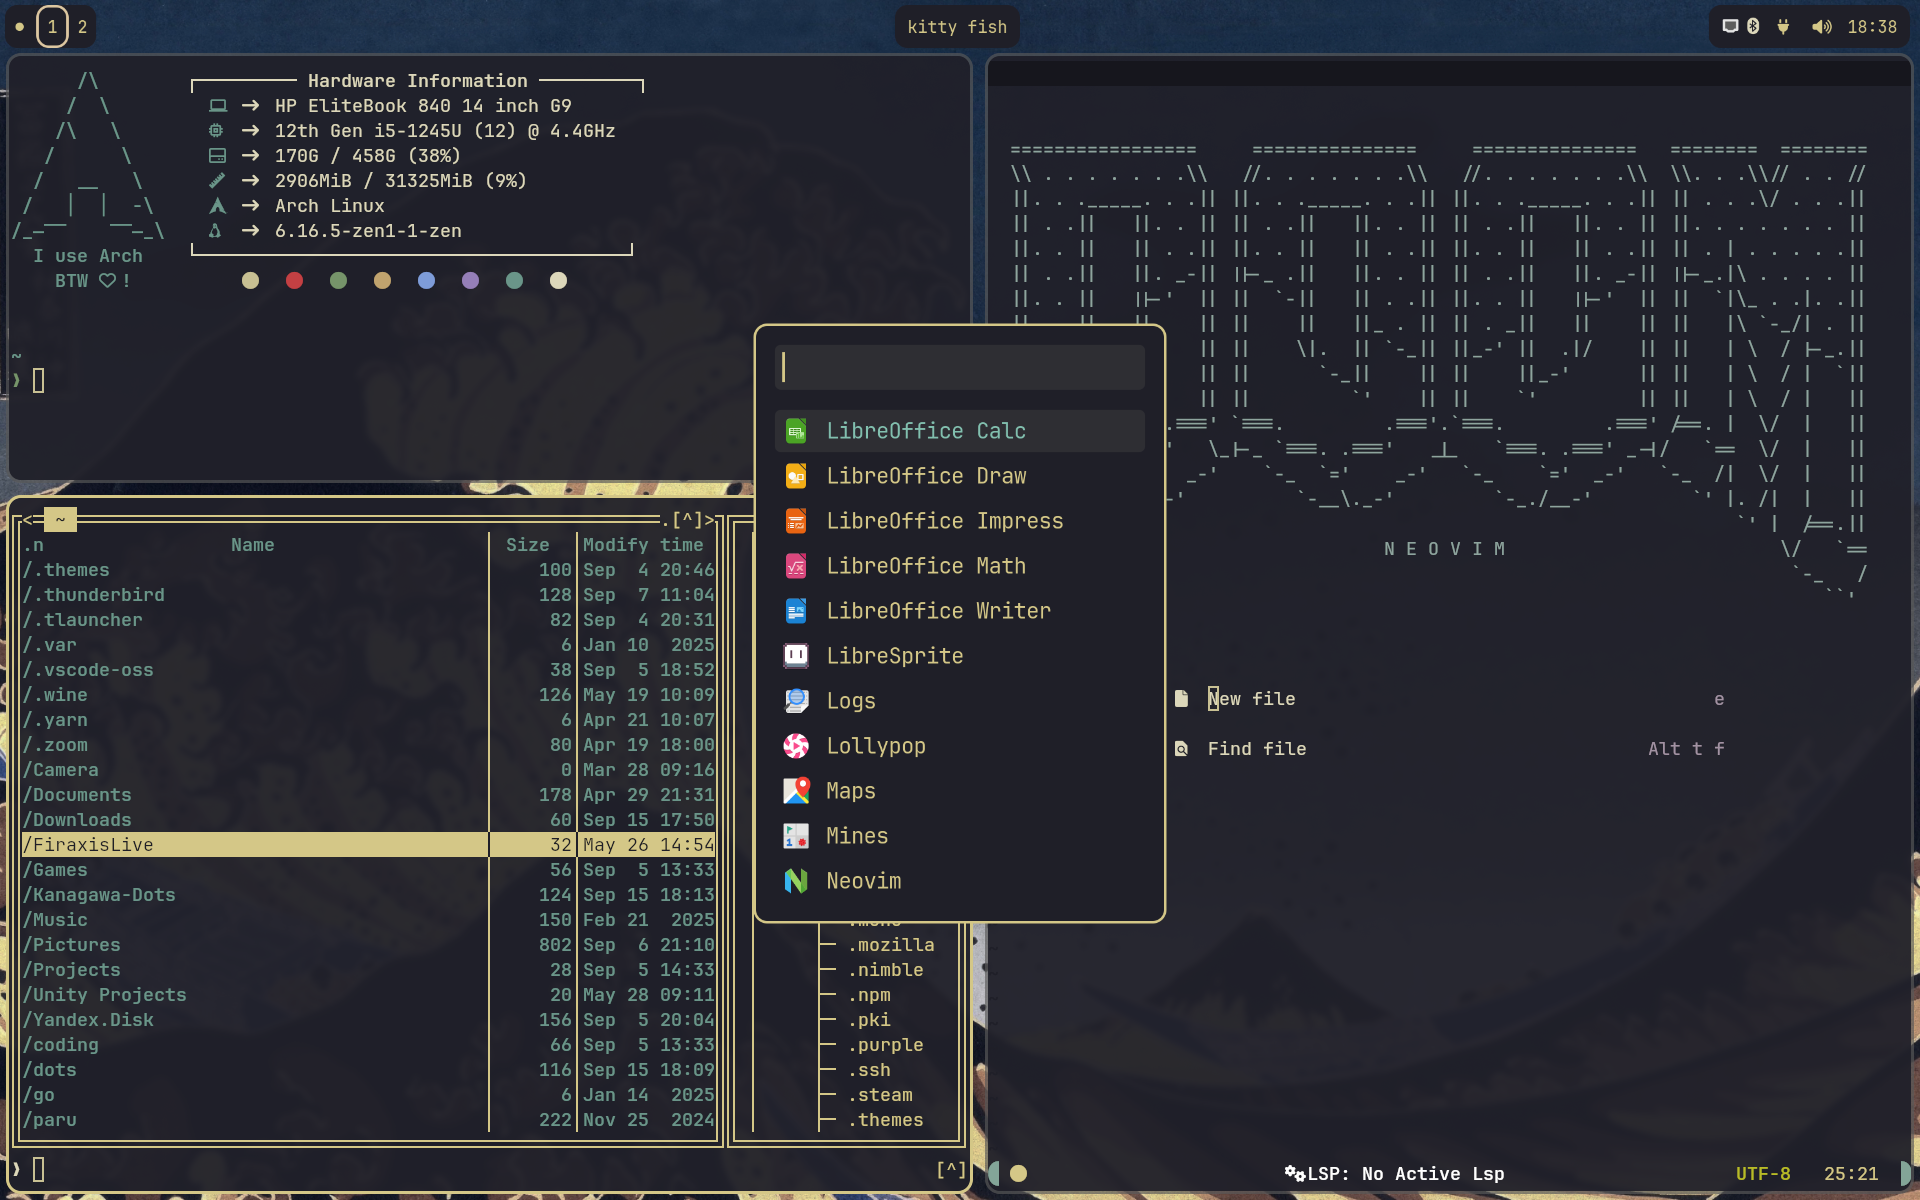 1 2
kitty fish
18:38
Hardware Information
HP EliteBook 840 14 inch G9
12th Gen i5-1245U (12) @ 4.4GHz
170G / 458G (38%)
2906MiB / 31325MiB (9%)
Arch Linux
6.16.5-zen1-1-zen
I use Arch
BTW ♡ !
~
❯
<─ ~ .[^]>
.n Name Size Modify time
/.themes 100 Sep 4 20:46
/.thunderbird 128 Sep 7 11:04
/.tlauncher 82 Sep 4 20:31
/.var 6 Jan 10 2025
/.vscode-oss 38 Sep 5 18:52
/.wine 126 May 19 10:09
/.yarn 6 Apr 21 10:07
/.zoom 80 Apr 19 18:00
/Camera 0 Mar 28 09:16
/Documents 178 Apr 29 21:31
/Downloads 60 Sep 15 17:50
/FiraxisLive 32 May 26 14:54
/Games 56 Sep 5 13:33
/Kanagawa-Dots 124 Sep 15 18:13
/Music 150 Feb 21 2025
/Pictures 802 Sep 6 21:10
/Projects 28 Sep 5 14:33
/Unity Projects 20 May 28 09:11
/Yandex.Disk 156 Sep 5 20:04
/coding 66 Sep 5 13:33
/dots 116 Sep 15 18:09
/go 6 Jan 14 2025
/paru 222 Nov 25 2024
❯ [^]
.mozilla
.nimble
.npm
.pki
.purple
.ssh
.steam
.themes
LibreOffice Calc
LibreOffice Draw
LibreOffice Impress
LibreOffice Math
LibreOffice Writer
LibreSprite
Logs
Lollypop
Maps
Mines
Neovim
N E O V I M
New file e
Find file Alt t f
LSP: No Active Lsp UTF-8 25:21